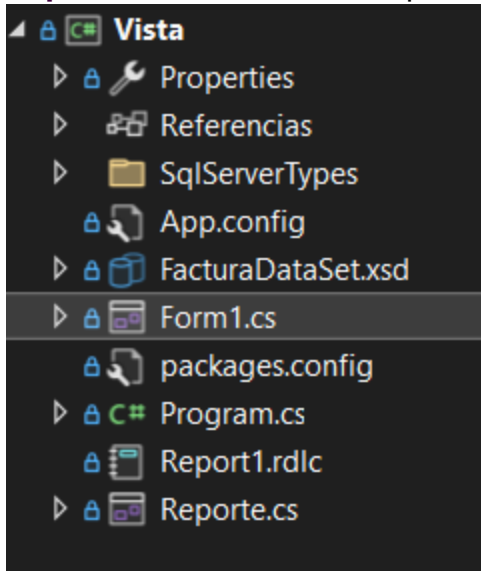 C# Vista
Properties
Referencias
SqlServerTypes
App.config
FacturaDataSet.xsd
Form1.cs
packages.config
C# Program.cs
Report1.rdlc
Reporte.cs